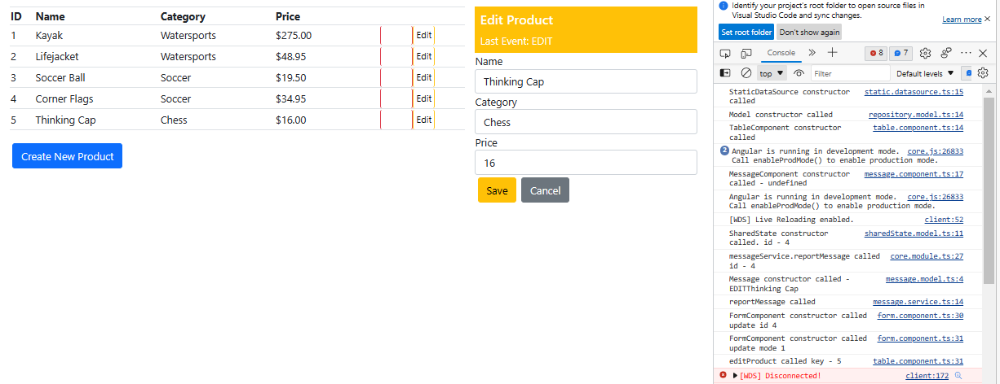 ID Name Category Price
1 Kayak Watersports $275.00 Edit
2 Lifejacket Watersports $48.95 Edit
3 Soccer Ball Soccer $19.50 Edit
4 Corner Flags Soccer $34.95 Edit
5 Thinking Cap Chess $16.00 Edit
Create New Product
Edit Product
Last Event: EDIT
Name
Thinking Cap
Category
Chess
Price
16
Save Cancel
Identify your project's root folder to open source files in
Visual Studio Code and sync changes.
Learn more
Set root folder Don't show again
Console 8 7
top Filter Default levels
StaticDataSource constructor static.datasource.ts:15
called
Model constructor called repository.model.ts:14
TableComponent constructor table.component.ts:14
called
2 Angular is running in development mode. core.js:26833
Call enableProdMode() to enable production mode.
MessageComponent constructor message.component.ts:17
called - undefined
Angular is running in development mode. core.js:26833
Call enableProdMode() to enable production mode.
[WDS] Live Reloading enabled. client:52
SharedState constructor sharedState.model.ts:11
called. id - 4
messageService.reportMessage called core.module.ts:27
id - 4
Message constructor called - message.model.ts:4
EDITThinking Cap
reportMessage called message.service.ts:14
FormComponent constructor called form.component.ts:30
update id 4
FormComponent constructor called form.component.ts:31
update mode 1
editProduct called key - 5 table.component.ts:31
[WDS] Disconnected! client:172